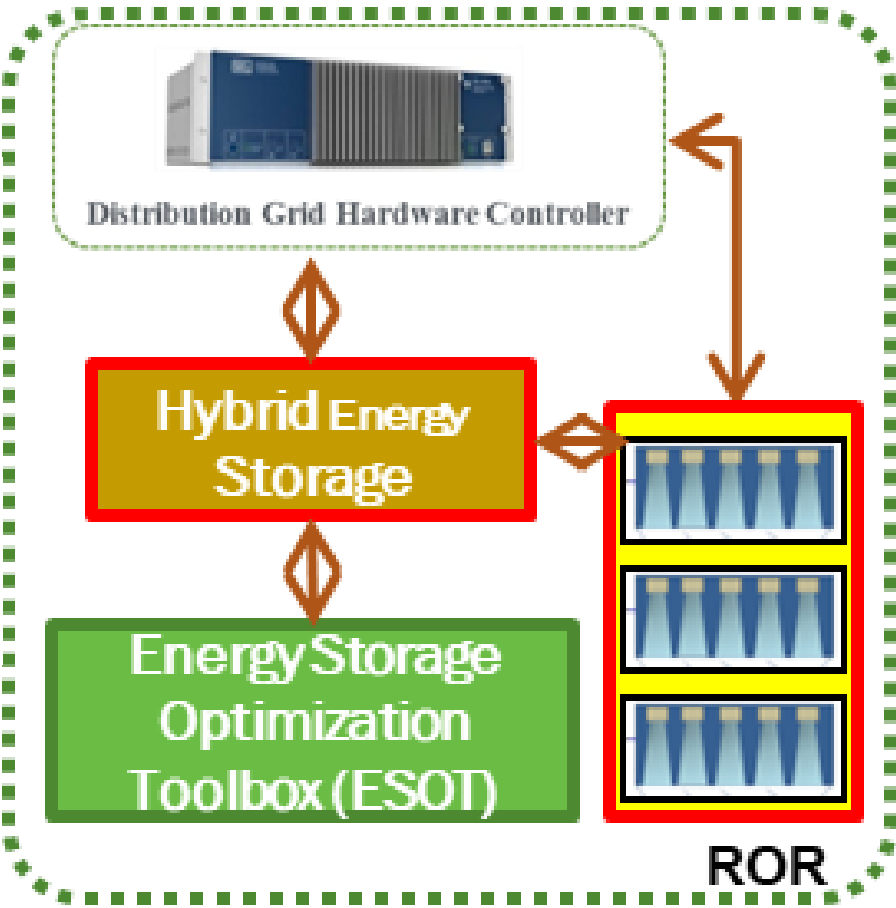 Distribution Grid Hardware Controller
Hybrid Energy
Storage
Energy Storage
Optimization
Toolbox (ESOT)
ROR